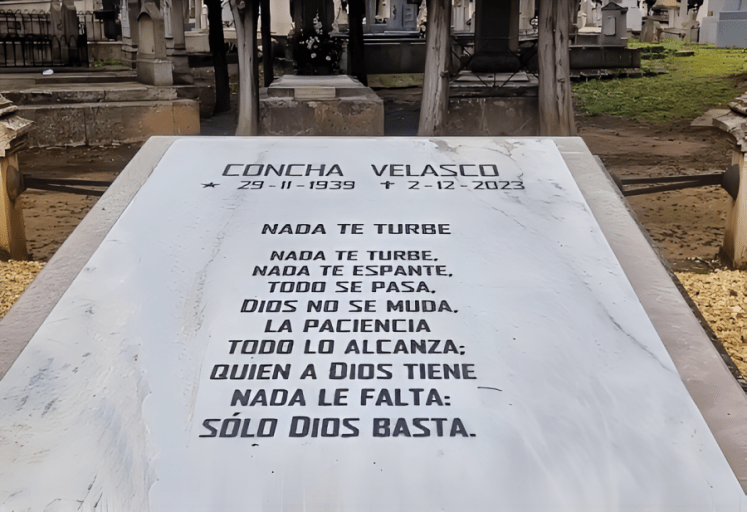 CONCHA VELASCO
★ 29-11-1939 ✝ 2-12-2023
NADA TE TURBE
NADA TE TURBE,
NADA TE ESPANTE,
TODO SE PASA,
DIOS NO SE MUDA.
LA PACIENCIA
TODO LO ALCANZA;
QUIEN A DIOS TIENE
NADA LE FALTA:
SÓLO DIOS BASTA.